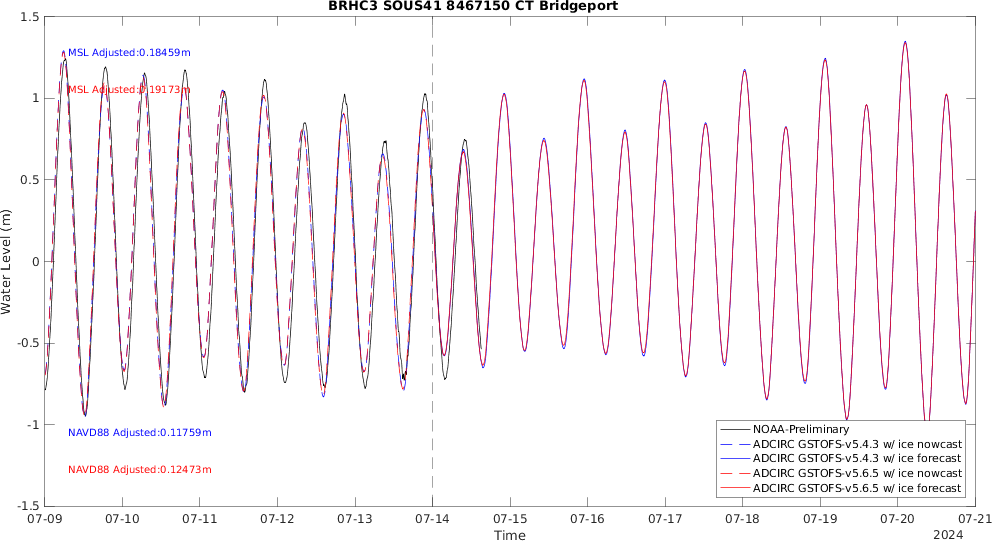 BRHC3 SOUS41 8467150 CT Bridgeport
1.5
MSL Adjusted:0.18459m
MSL Adjusted:0.19173m
1
0.5
Water Level (m)
0
-0.5
-1
NAVD88 Adjusted:0.11759m
NAVD88 Adjusted:0.12473m
-1.5
NOAA-Preliminary
ADCIRC GSTOFS-v5.4.3 w/ ice nowcast
ADCIRC GSTOFS-v5.4.3 w/ ice forecast
ADCIRC GSTOFS-v5.6.5 w/ ice nowcast
ADCIRC GSTOFS-v5.6.5 w/ ice forecast
07-09 07-10 07-11 07-12 07-13 07-14 07-15 07-16 07-17 07-18 07-19 07-20 07-21
Time
2024